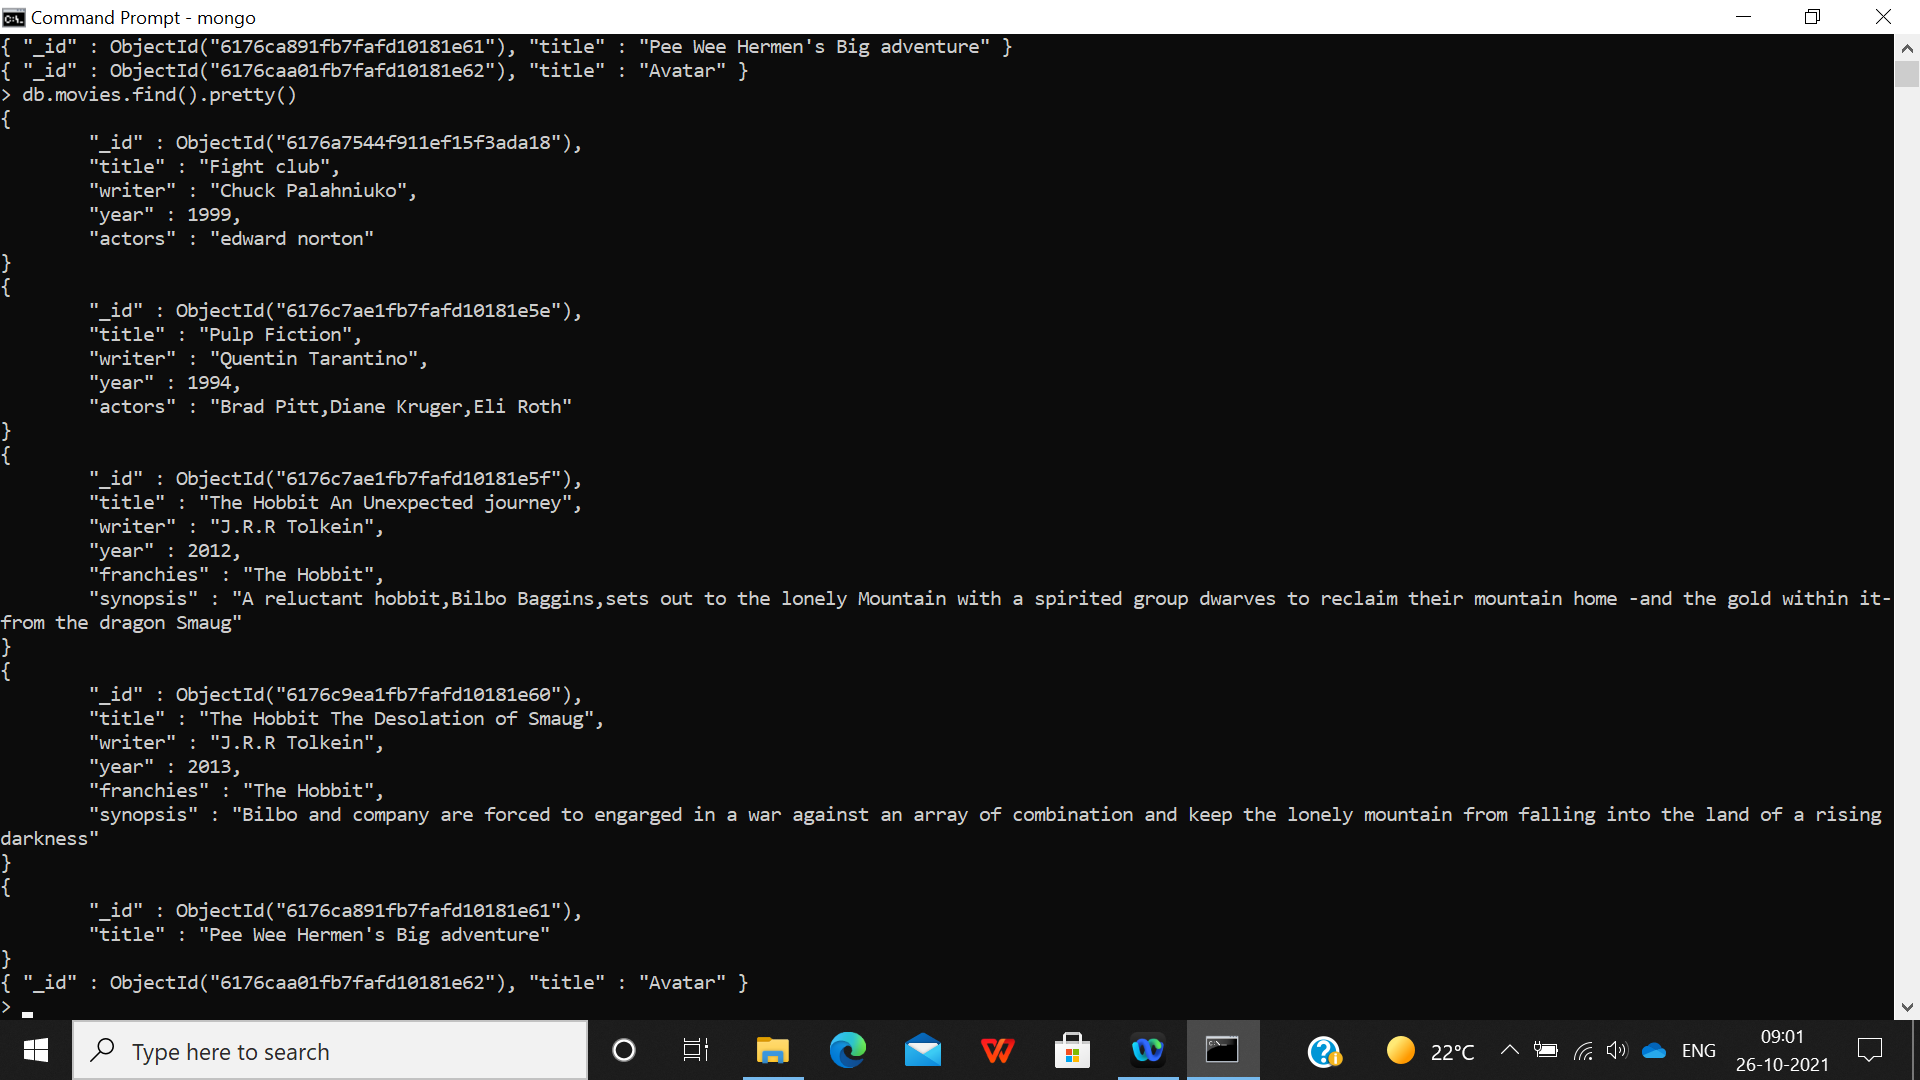 Command Prompt - mongo
{ "_id" : ObjectId("6176ca891fb7fafd10181e61"), "title" : "Pee Wee Hermen's Big adventure" }
{ "_id" : ObjectId("6176caa01fb7fafd10181e62"), "title" : "Avatar" }
> db.movies.find().pretty()
{
"_id" : ObjectId("6176a7544f911ef15f3ada18"),
"title" : "Fight club",
"writer" : "Chuck Palahniuko",
"year" : 1999,
"actors" : "edward norton"
}
{
"_id" : ObjectId("6176c7ae1fb7fafd10181e5e"),
"title" : "Pulp Fiction",
"writer" : "Quentin Tarantino",
"year" : 1994,
"actors" : "Brad Pitt,Diane Kruger,Eli Roth"
}
{
"_id" : ObjectId("6176c7ae1fb7fafd10181e5f"),
"title" : "The Hobbit An Unexpected journey",
"writer" : "J.R.R Tolkein",
"year" : 2012,
"franchies" : "The Hobbit",
"synopsis" : "A reluctant hobbit,Bilbo Baggins,sets out to the lonely Mountain with a spirited group dwarves to reclaim their mountain home -and the gold within it-
from the dragon Smaug"
}
{
"_id" : ObjectId("6176c9ea1fb7fafd10181e60"),
"title" : "The Hobbit The Desolation of Smaug",
"writer" : "J.R.R Tolkein",
"year" : 2013,
"franchies" : "The Hobbit",
"synopsis" : "Bilbo and company are forced to engarged in a war against an array of combination and keep the lonely mountain from falling into the land of a rising
darkness"
}
{
"_id" : ObjectId("6176ca891fb7fafd10181e61"),
"title" : "Pee Wee Hermen's Big adventure"
}
{ "_id" : ObjectId("6176caa01fb7fafd10181e62"), "title" : "Avatar" }
>
Type here to search
22°C
ENG
09:01
26-10-2021